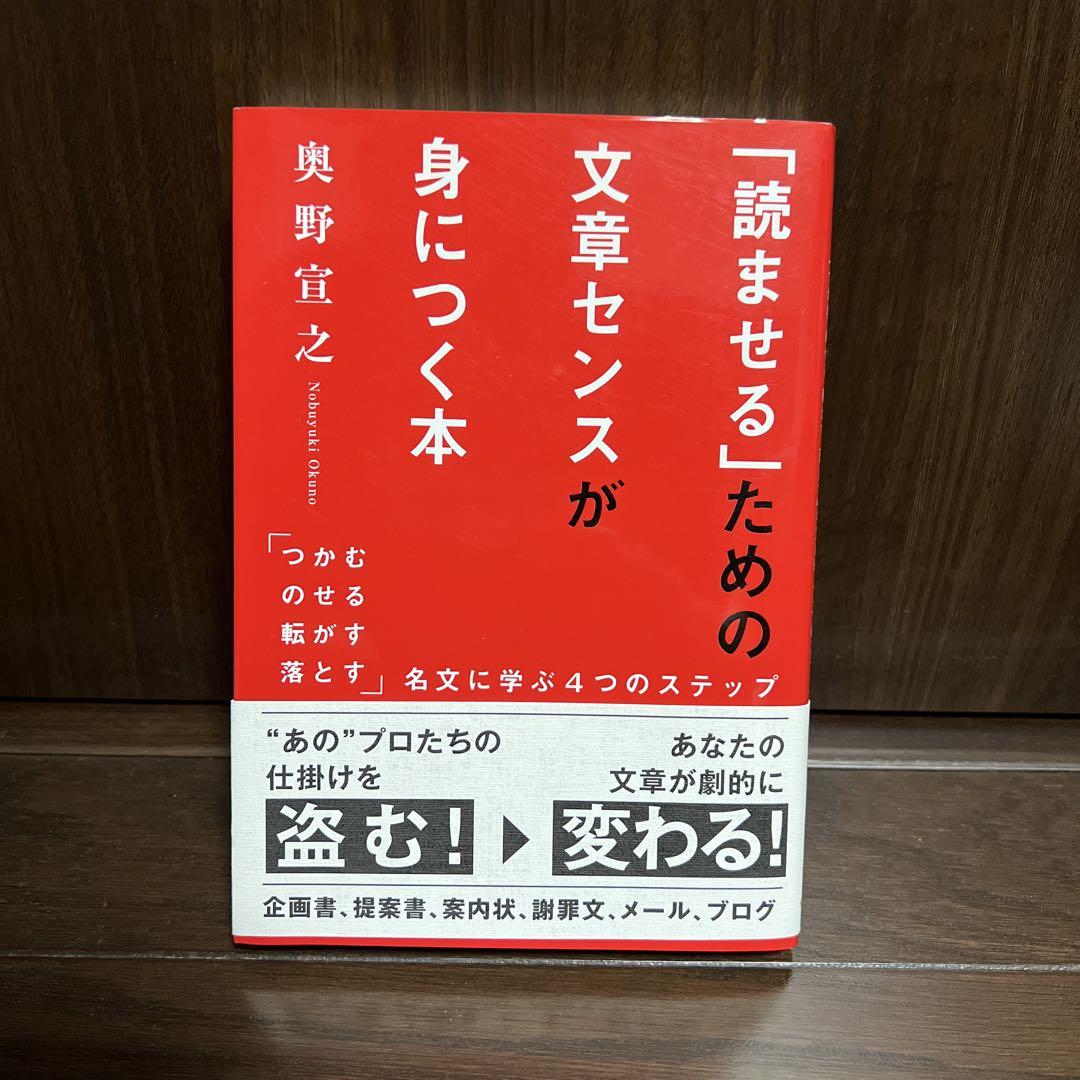 「読ませる」ための
文章センスが
身につく本
奥野宣之
Nobuyuki Okuno
「つかむ
のせる
転がす
落とす」
名文に学ぶ4つのステップ
“あの”プロたちの
仕掛けを
盗む!
▶
あなたの
文章が劇的に
変わる!
企画書、提案書、案内状、謝罪文、メール、ブログ